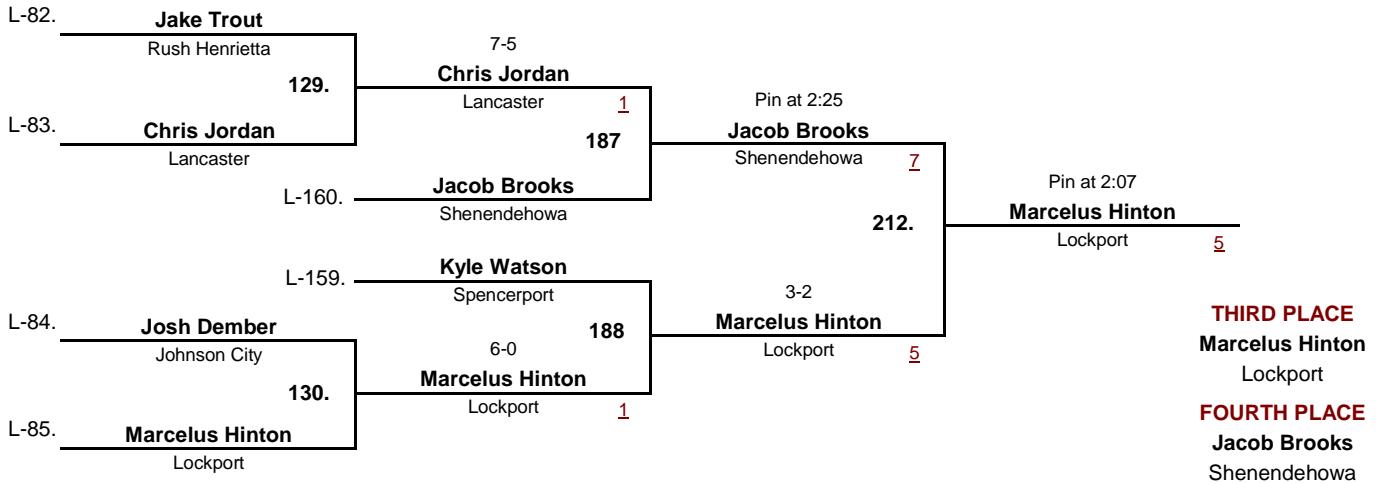 L-82.
Jake Trout
Rush Henrietta
129.
L-83.
Chris Jordan
Lancaster
7-5
Chris Jordan
Lancaster
1
187
L-160.
Jacob Brooks
Shenendehowa
Pin at 2:25
Jacob Brooks
Shenendehowa
7
212.
L-159.
Kyle Watson
Spencerport
188
L-84.
Josh Dember
Johnson City
130.
L-85.
Marcelus Hinton
Lockport
6-0
Marcelus Hinton
Lockport
1
3-2
Marcelus Hinton
Lockport
5
Pin at 2:07
Marcelus Hinton
Lockport
5
THIRD PLACE
Marcelus Hinton
Lockport
FOURTH PLACE
Jacob Brooks
Shenendehowa